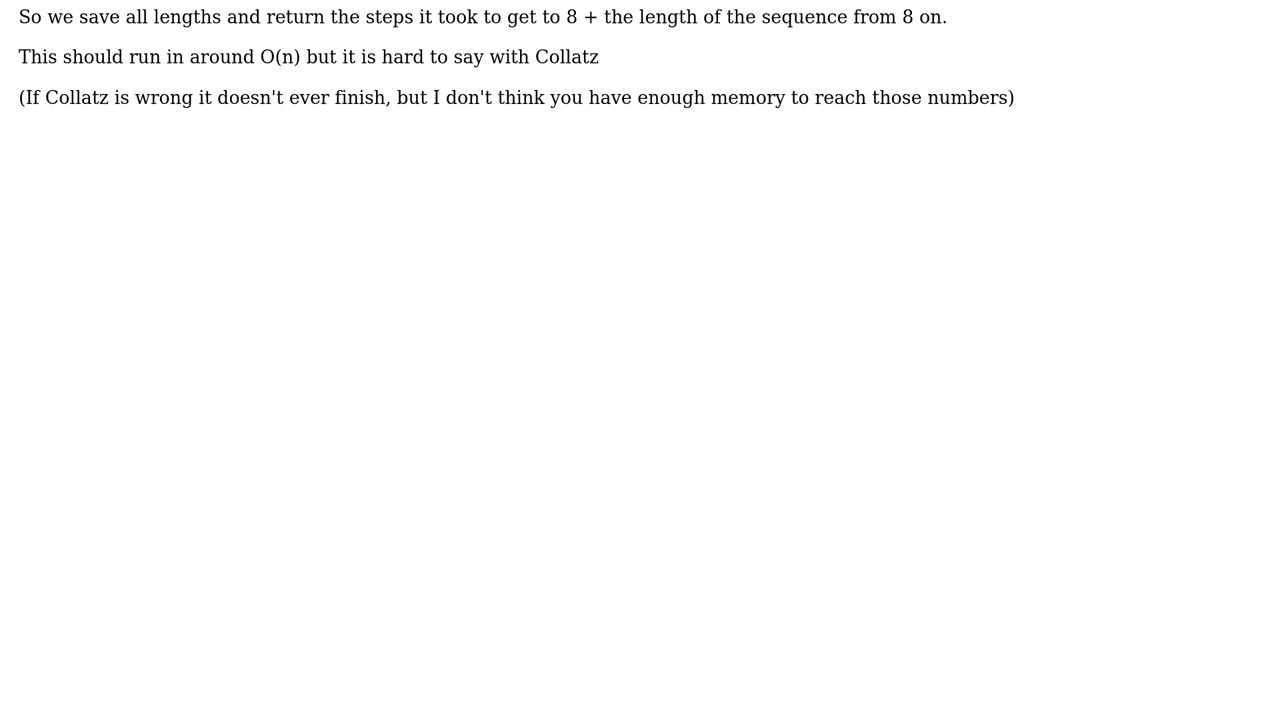 So we save all lengths and return the steps it took to get to 8 + the length of the sequence from 8 on.
This should run in around O(n) but it is hard to say with Collatz
(If Collatz is wrong it doesn't ever finish, but I don't think you have enough memory to reach those numbers)